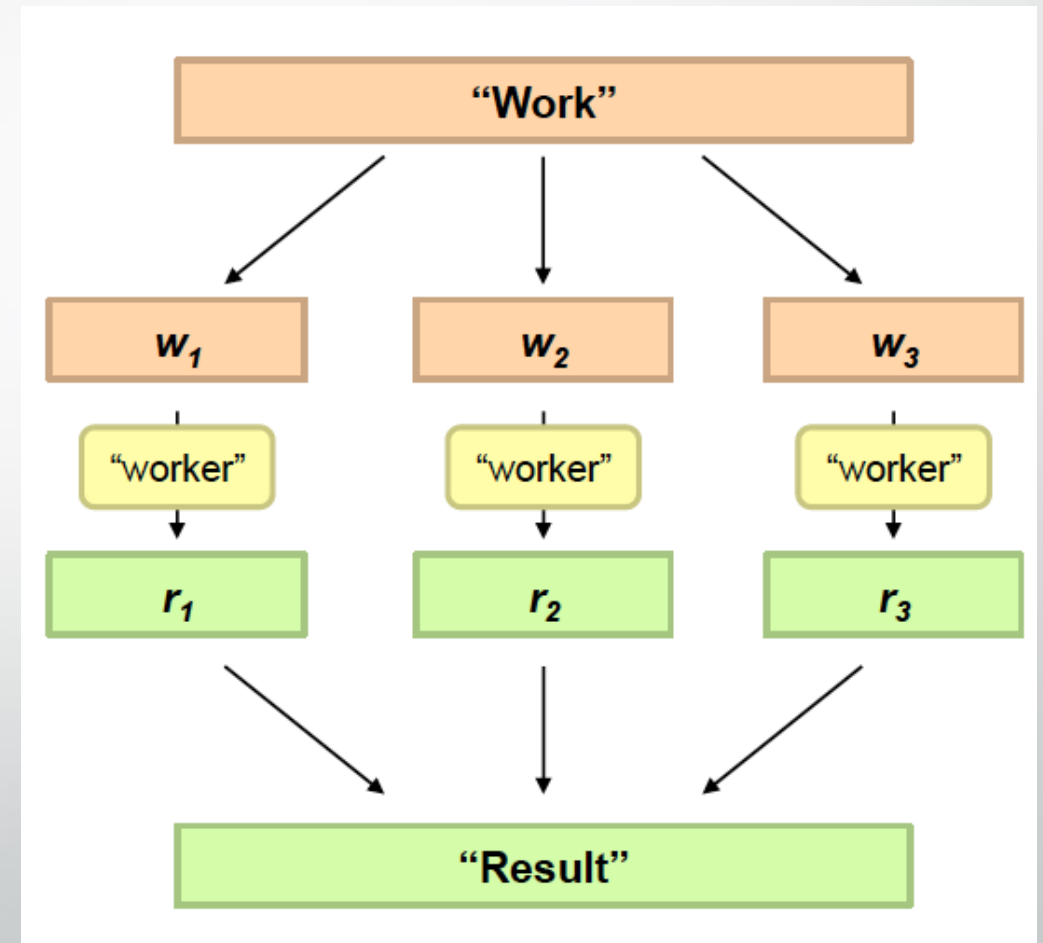 “Work”
w₁ w₂ w₃
“worker” “worker” “worker”
r₁ r₂ r₃
“Result”